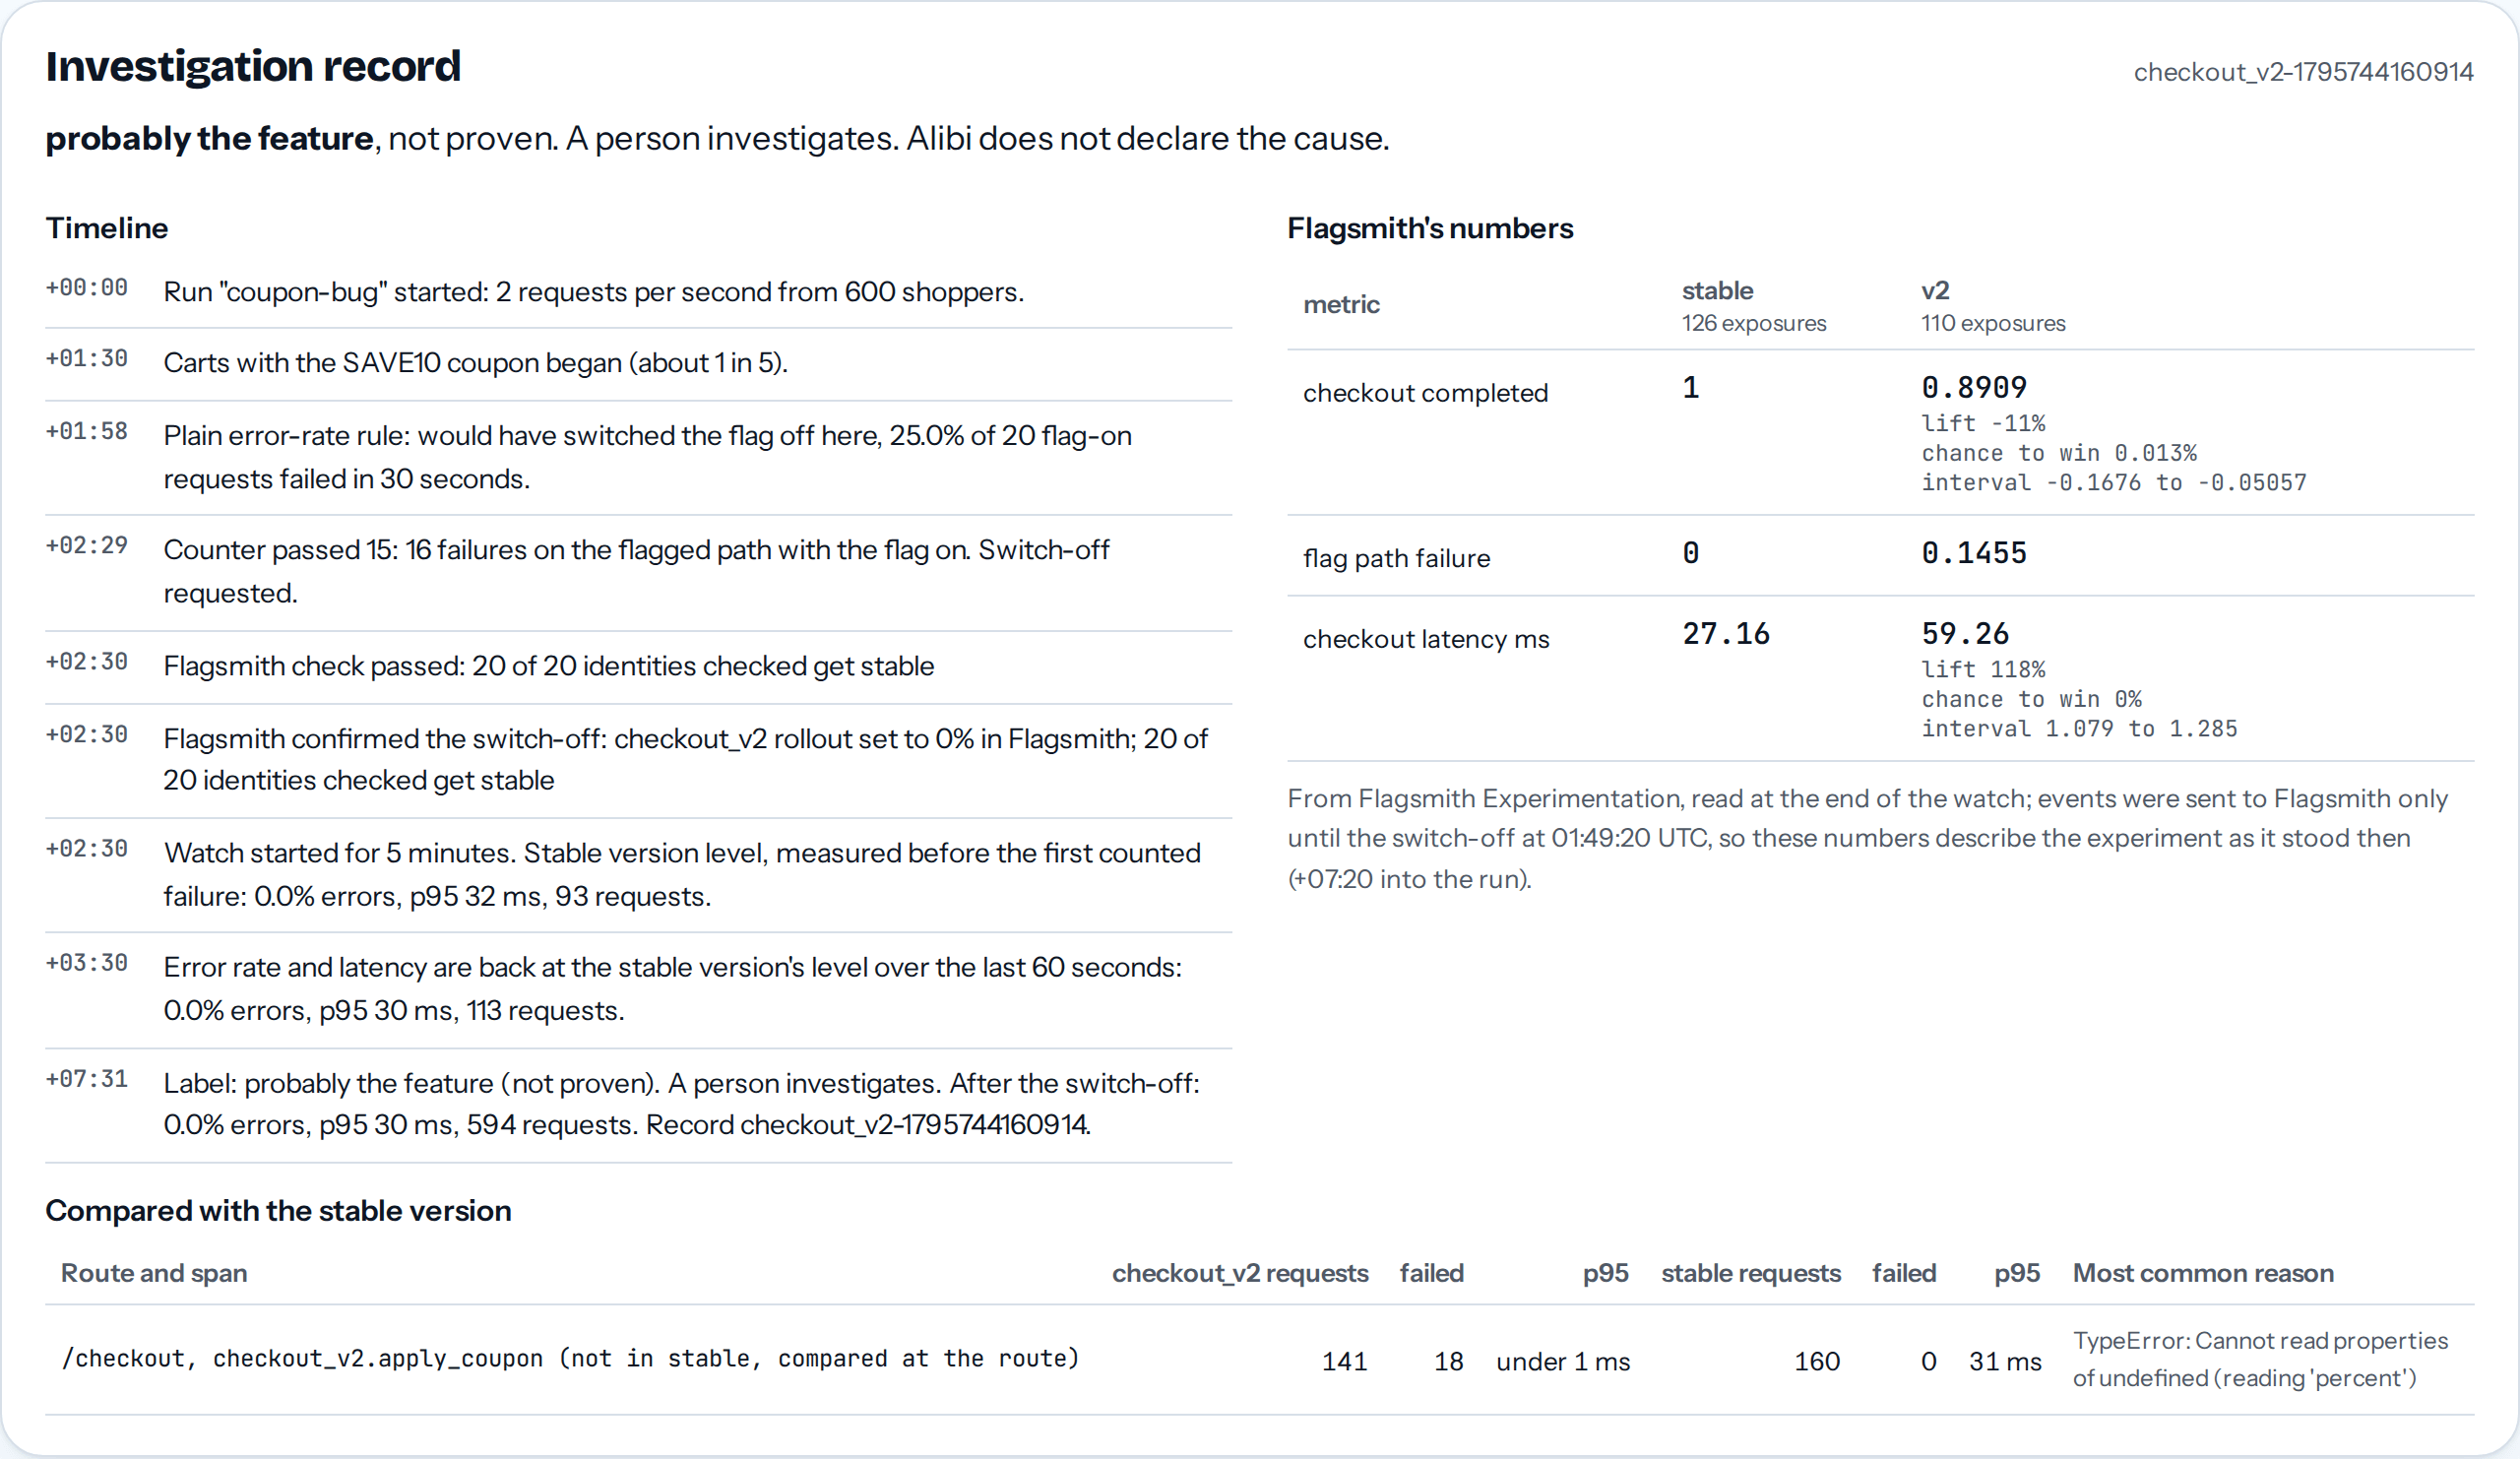 Investigation record
checkout_v2-1795744160914
probably the feature, not proven. A person investigates. Alibi does not declare the cause.
Timeline
+00:00 Run "coupon-bug" started: 2 requests per second from 600 shoppers.
+01:30 Carts with the SAVE10 coupon began (about 1 in 5).
+01:58 Plain error-rate rule: would have switched the flag off here, 25.0% of 20 flag-on
requests failed in 30 seconds.
+02:29 Counter passed 15: 16 failures on the flagged path with the flag on. Switch-off
requested.
+02:30 Flagsmith check passed: 20 of 20 identities checked get stable
+02:30 Flagsmith confirmed the switch-off: checkout_v2 rollout set to 0% in Flagsmith; 20 of
20 identities checked get stable
+02:30 Watch started for 5 minutes. Stable version level, measured before the first counted
failure: 0.0% errors, p95 32 ms, 93 requests.
+03:30 Error rate and latency are back at the stable version's level over the last 60 seconds:
0.0% errors, p95 30 ms, 113 requests.
+07:31 Label: probably the feature (not proven). A person investigates. After the switch-off:
0.0% errors, p95 30 ms, 594 requests. Record checkout_v2-1795744160914.
Flagsmith's numbers
metric stable v2
126 exposures 110 exposures
checkout completed 1 0.8909
lift -11%
chance to win 0.013%
interval -0.1676 to -0.05057
flag path failure 0 0.1455
checkout latency ms 27.16 59.26
lift 118%
chance to win 0%
interval 1.079 to 1.285
From Flagsmith Experimentation, read at the end of the watch; events were sent to Flagsmith only
until the switch-off at 01:49:20 UTC, so these numbers describe the experiment as it stood then
(+07:20 into the run).
Compared with the stable version
Route and span checkout_v2 requests failed p95 stable requests failed p95 Most common reason
/checkout, checkout_v2.apply_coupon (not in stable, compared at the route) 141 18 under 1 ms 160 0 31 ms TypeError: Cannot read properties
of undefined (reading 'percent')